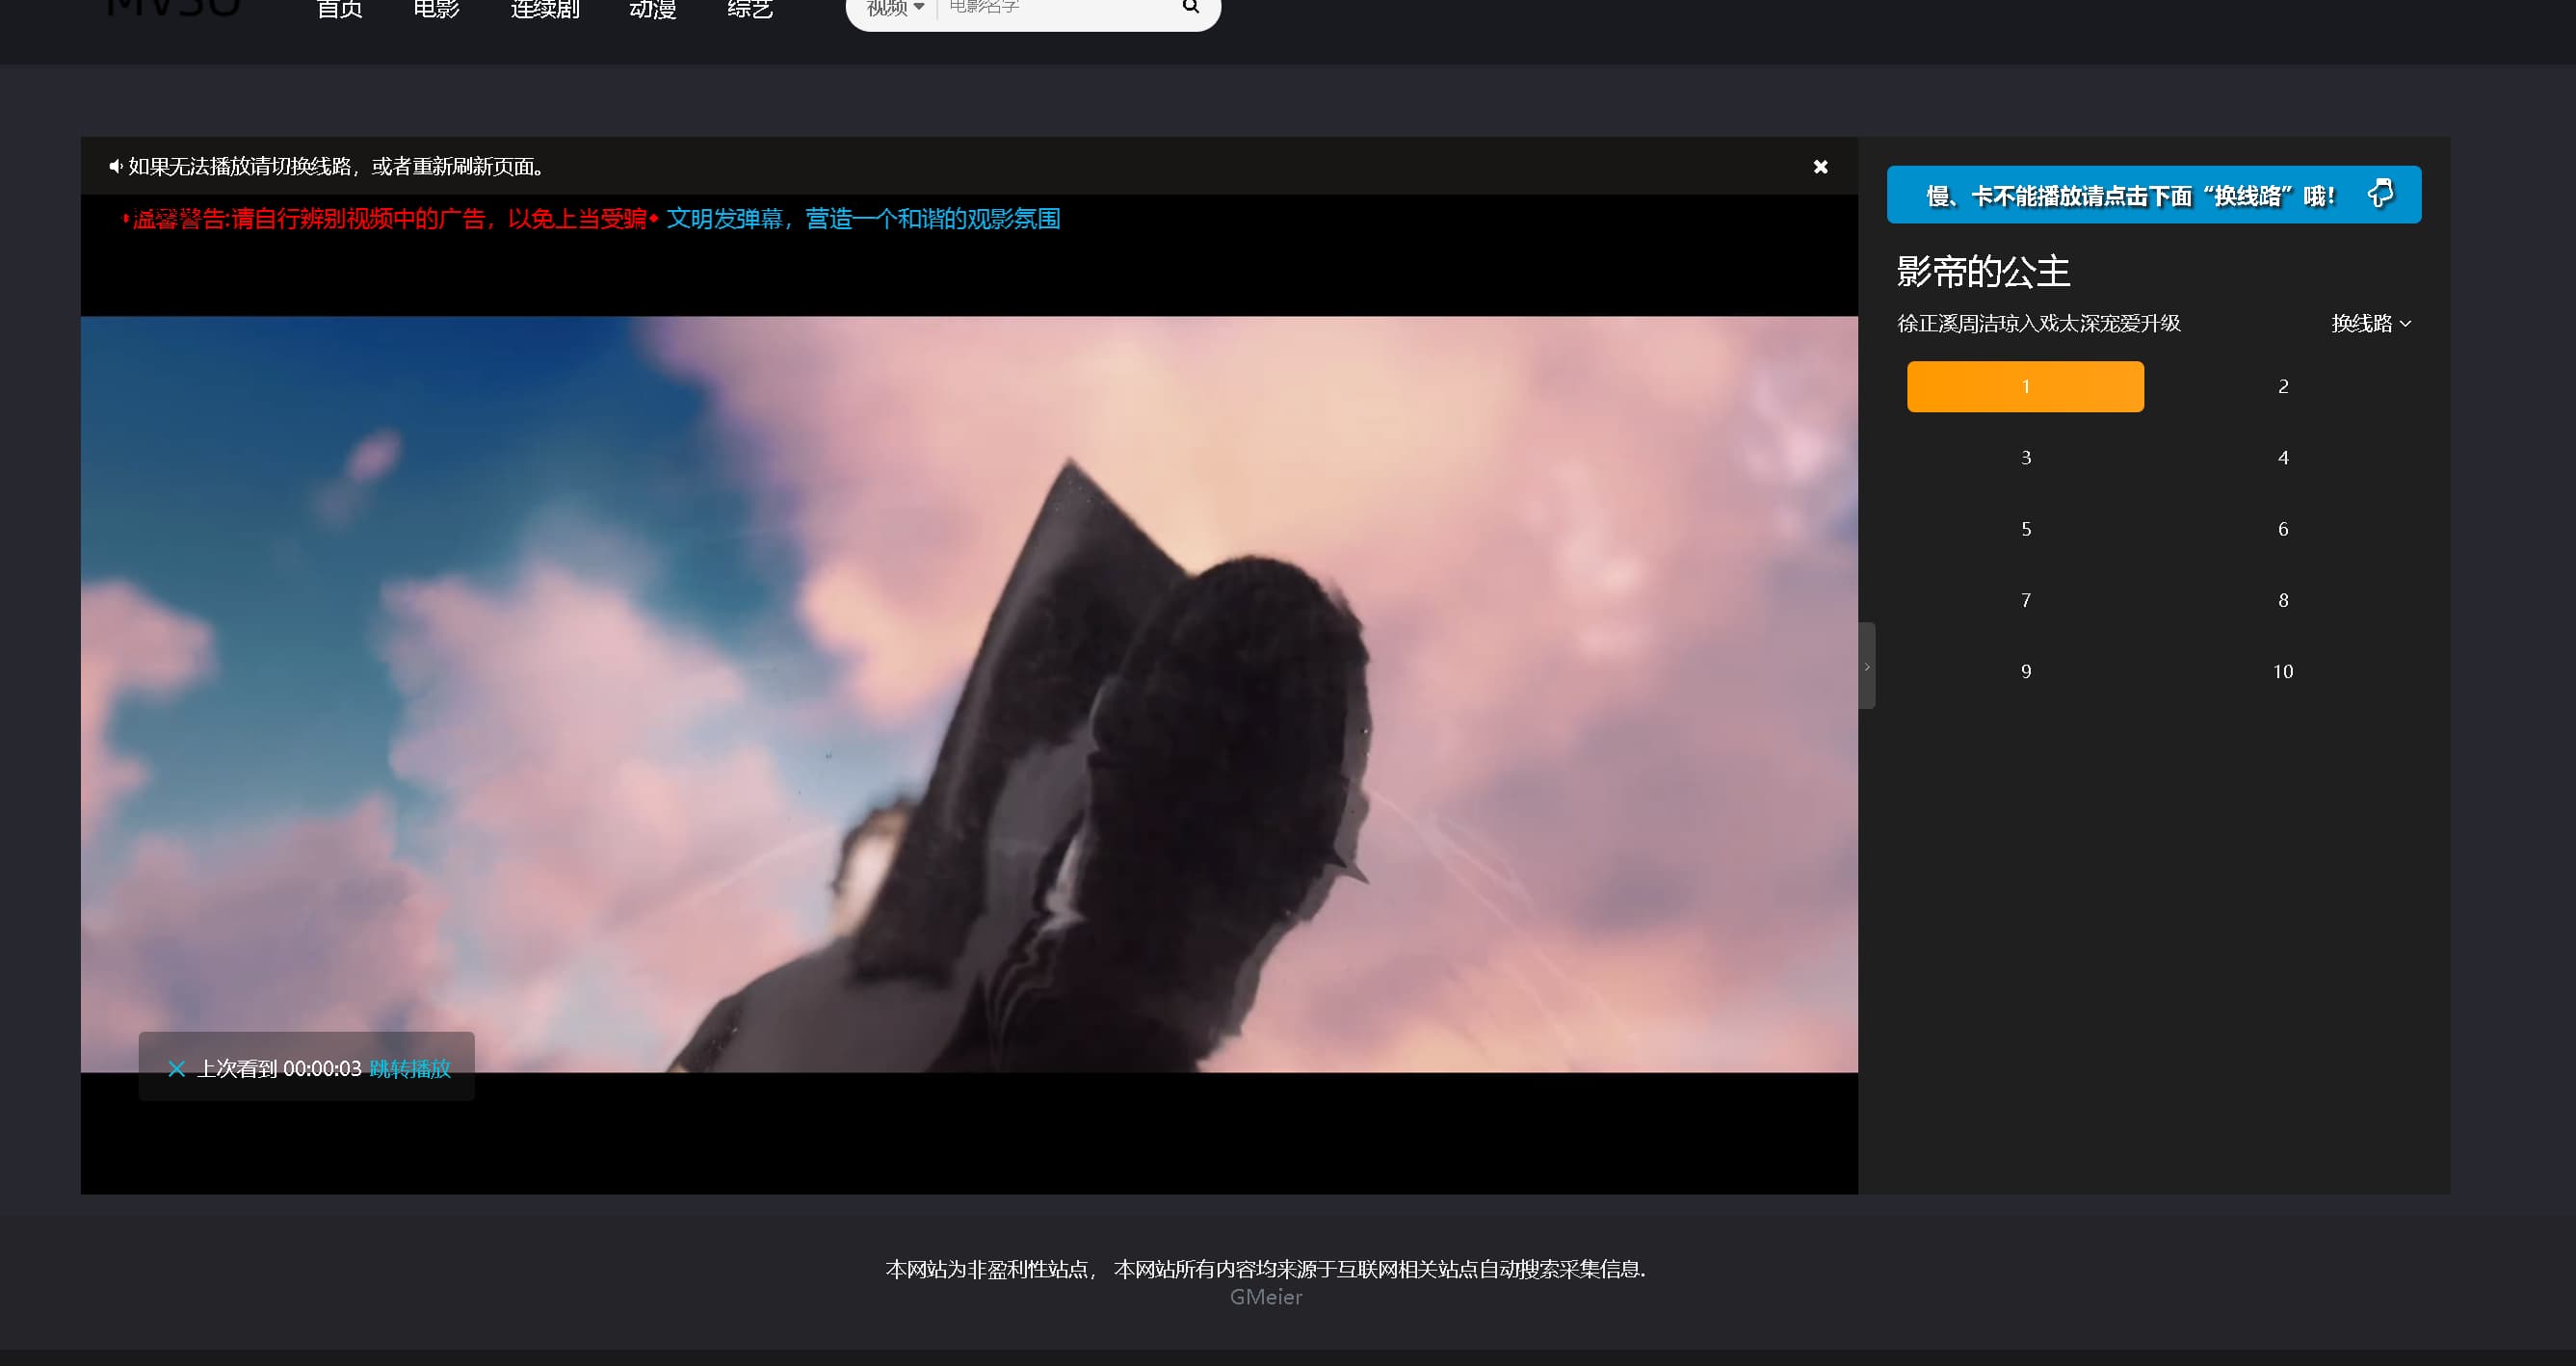 首页 电影 连续剧 动漫 综艺 视频 电影名字
如果无法播放请切换线路，或者重新刷新页面。
•温馨警告:请自行辨别视频中的广告，以免上当受骗• 文明发弹幕，营造一个和谐的观影氛围
慢、卡不能播放请点击下面“换线路”哦！
影帝的公主
徐正溪周洁琼入戏太深宠爱升级 换线路
1 2
3 4
5 6
7 8
9 10
上次看到 00:00:03 跳转播放
本网站为非盈利性站点， 本网站所有内容均来源于互联网相关站点自动搜索采集信息.
GMeier